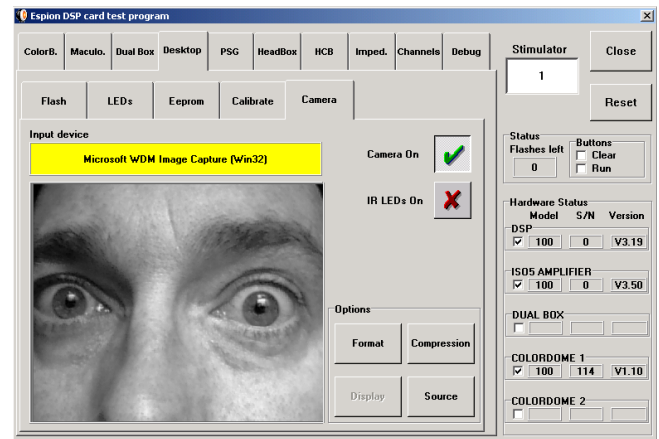 Espion DSP card test program
ColorB. Maculo. Dual Box Desktop PSG HeadBox HCB Imped. Channels Debug
Flash LEDs Eeprom Calibrate Camera
Input device
Microsoft WDM Image Capture (Win32)
Camera On
IR LEDs On
Options
Format Compression
Display Source
Stimulator
1
Close
Reset
Status
Flashes left
0
Buttons
Clear
Run
Hardware Status
Model S/N Version
DSP
100 0 V3.19
ISO5 AMPLIFIER
100 0 V3.50
DUAL BOX
COLORDOME 1
100 114 V1.10
COLORDOME 2